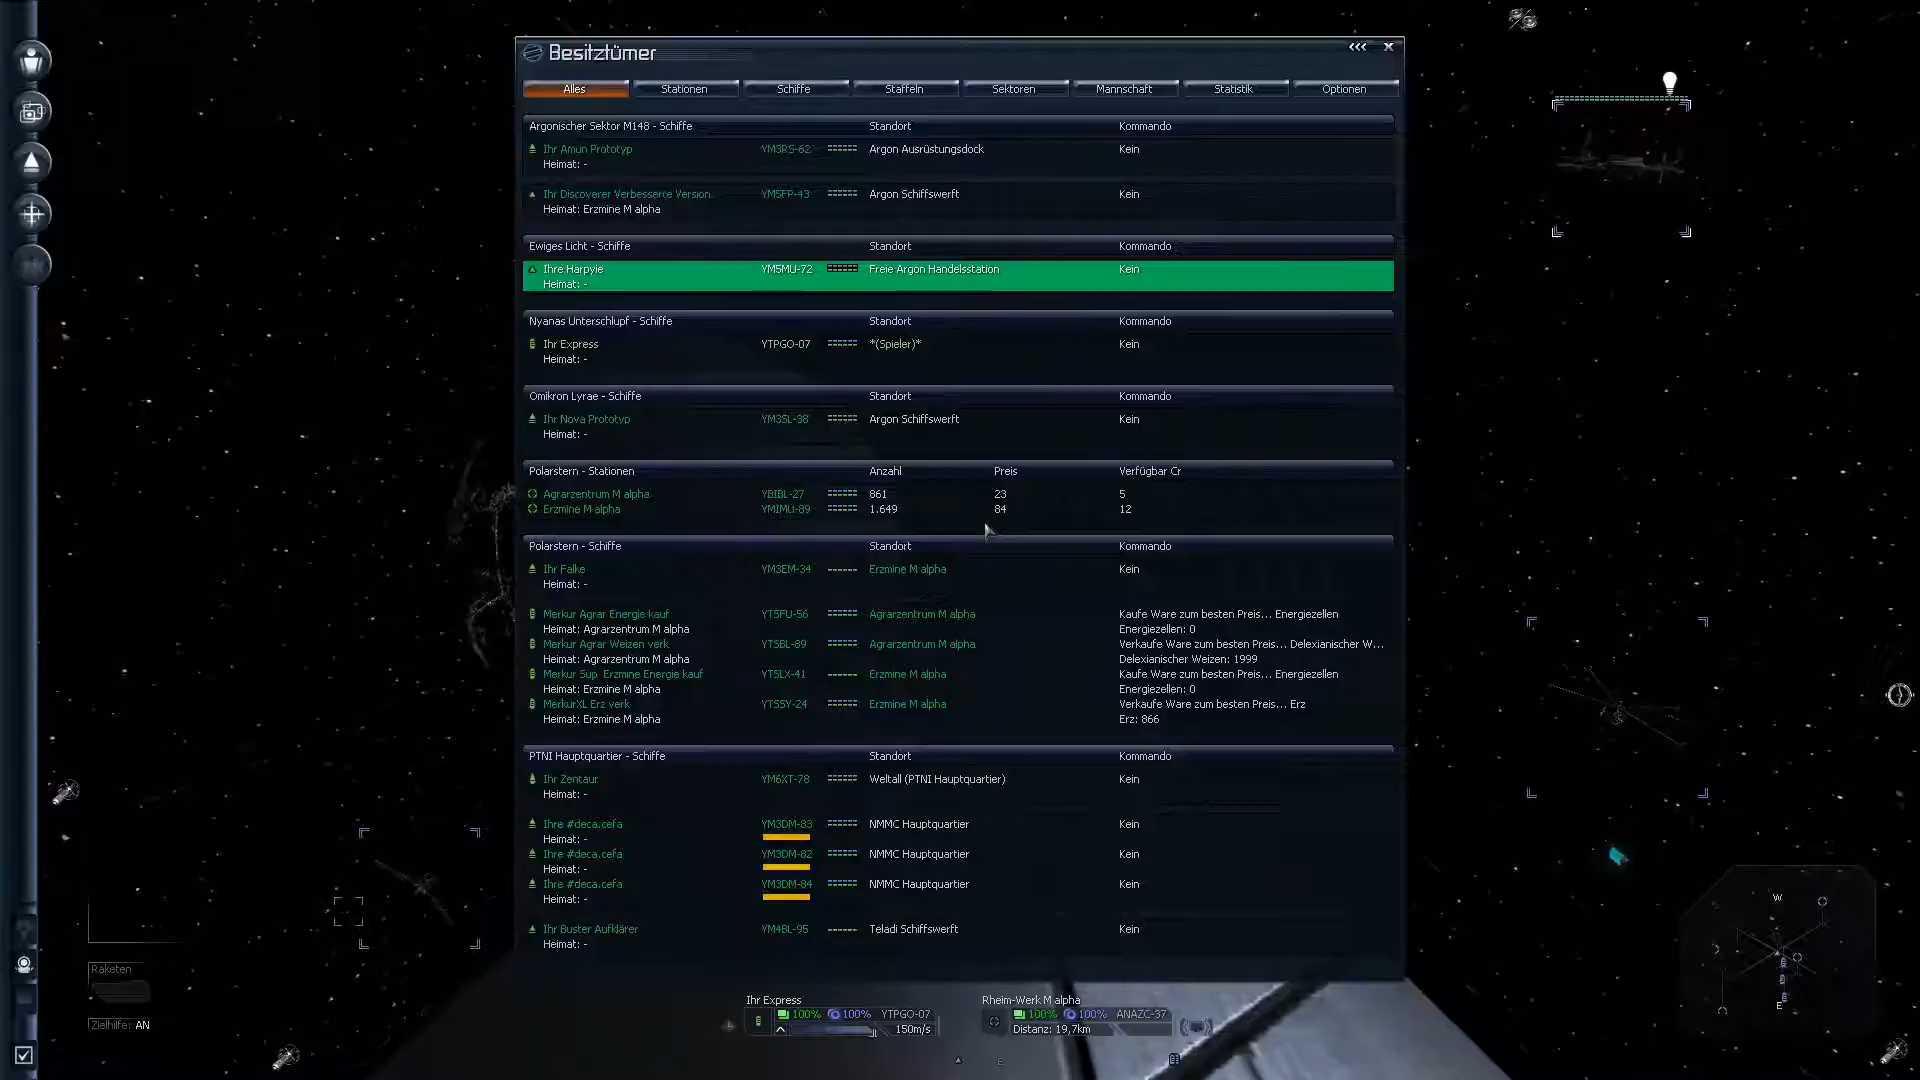 Besitztümer
Alles Stationen Schiffe Staffeln Sektoren Mannschaft Statistik Optionen
Argonischer Sektor M148 - Schiffe Standort Kommando
Ihr Amun Prototyp YM3RS-62 Argon Ausrüstungsdock Kein
Heimat: -
Ihr Discoverer Verbesserte Version YM5FP-43 Argon Schiffswerft Kein
Heimat: Erzmine M alpha
Ewiges Licht - Schiffe Standort Kommando
Ihre Harpyie YM5MU-72 Freie Argon Handelsstation Kein
Heimat: -
Nyanas Unterschlupf - Schiffe Standort Kommando
Ihr Express YTPGO-07 *(Spieler)* Kein
Heimat: -
Omikron Lyrae - Schiffe Standort Kommando
Ihr Nova Prototyp YM3SL-38 Argon Schiffswerft Kein
Heimat: -
Polarstern - Stationen Anzahl Preis Verfügbar Cr
Agrarzentrum M alpha YBIBL-27 861 23 5
Erzmine M alpha YMIMU-89 1.649 84 12
Polarstern - Schiffe Standort Kommando
Ihr Falke YM3EM-34 Erzmine M alpha Kein
Heimat: -
Merkur Agrar Energie kauf YTSFU-56 Agrarzentrum M alpha Kaufe Ware zum besten Preis... Energiezellen
Heimat: Agrarzentrum M alpha Energiezellen: 0
Merkur Agrar Weizen verk YTSBL-89 Agrarzentrum M alpha Verkaufe Ware zum besten Preis... Delexianischer W...
Heimat: Agrarzentrum M alpha Delexianischer Weizen: 1999
Merkur Sup. Erzmine Energie kauf YTSLX-41 Erzmine M alpha Kaufe Ware zum besten Preis... Energiezellen
Heimat: Erzmine M alpha Energiezellen: 0
MerkurXL Erz verk YTSSY-24 Erzmine M alpha Verkaufe Ware zum besten Preis... Erz
Heimat: Erzmine M alpha Erz: 866
PTNI Hauptquartier - Schiffe Standort Kommando
Ihr Zentaur YM6XT-78 Weltall (PTNI Hauptquartier) Kein
Heimat: -
Ihre #deca.cefa YM3DM-83 NMMC Hauptquartier Kein
Heimat: -
Ihre #deca.cefa YM3DM-82 NMMC Hauptquartier Kein
Heimat: -
Ihre #deca.cefa YM3DM-84 NMMC Hauptquartier Kein
Heimat: -
Ihr Buster Aufklärer YM4BL-95 Teladi Schiffswerft Kein
Heimat: -
W
E
Raketen
Zielhilfe: AN
Ihr Express
100% 100% YTPGO-07
150m/s
Rheim-Werk M alpha
100% 100% ANAZC-37
Distanz: 19,7km
E